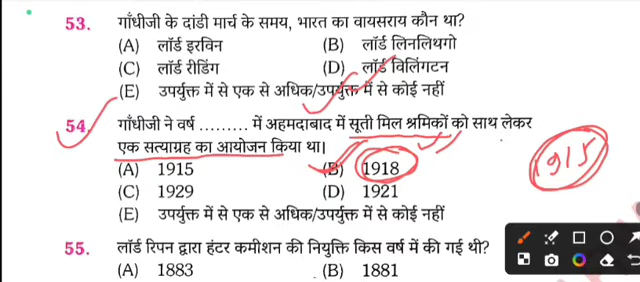 53. गाँधीजी के दांडी मार्च के समय, भारत का वायसराय कौन था?
(A) लॉर्ड इरविन (B) लॉर्ड लिनलिथगो
(C) लॉर्ड रीडिंग (D) लॉर्ड विलिंगटन
(E) उपर्युक्त में से एक से अधिक/उपर्युक्त में से कोई नहीं
54. गाँधीजी ने वर्ष ......... में अहमदाबाद में सूती मिल श्रमिकों को साथ लेकर
एक सत्याग्रह का आयोजन किया था।
(A) 1915 (B) 1918
1915
(C) 1929 (D) 1921
(E) उपर्युक्त में से एक से अधिक/उपर्युक्त में से कोई नहीं
55. लॉर्ड रिपन द्वारा हंटर कमीशन की नियुक्ति किस वर्ष में की गई थी?
(A) 1883 (B) 1881